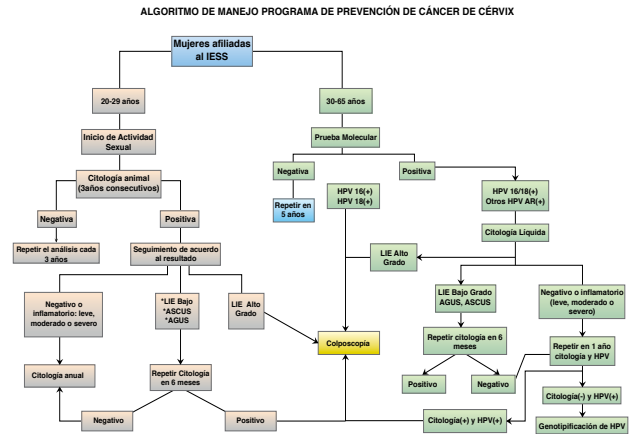 ALGORITMO DE MANEJO PROGRAMA DE PREVENCIÓN DE CÁNCER DE CÉRVIX
Mujeres afiliadas
al IESS
20-29 años
30-65 años
Inicio de Actividad
Sexual
Prueba Molecular
Citología animal
(3años consecutivos)
Negativa
Positiva
Negativa
Positiva
Repetir en
5 años
HPV 16(+)
HPV 18(+)
HPV 16/18(+)
Otros HPV AR(+)
Citología Líquida
Repetir el análisis cada
3 años
Seguimiento de acuerdo
al resultado
LIE Alto
Grado
Negativo o
inflamatorio: leve,
moderado o severo
*LIE Bajo
*ASCUS
*AGUS
LIE Alto
Grado
LIE Bajo Grado
AGUS, ASCUS
Negativo o inflamatorio
(leve, moderado o
severo)
Colposcopía
Repetir citología en 6
meses
Repetir en 1 año
citología y HPV
Citología anual
Repetir Citología
en 6 meses
Positivo
Negativo
Citología(-) y HPV(+)
Negativo
Positivo
Citología(+) y HPV(+)
Genotipificación de HPV